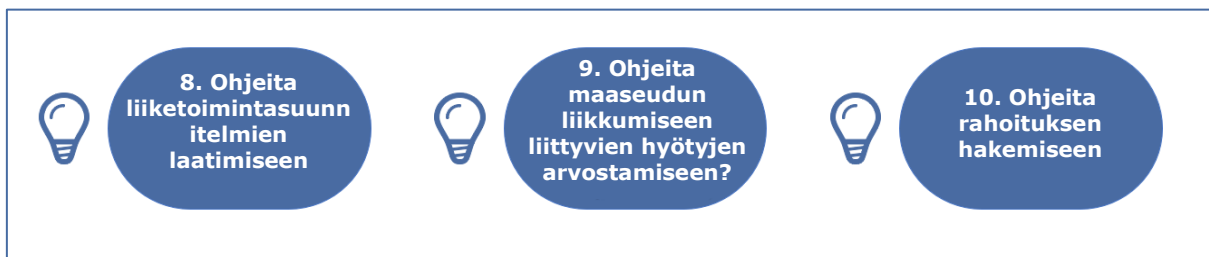 8. Ohjeita
liiketoimintasuunn
itelmien
laatimiseen
9. Ohjeita
maaseudun
liikkumiseen
liittyvien hyötyjen
arvostamiseen?
10. Ohjeita
rahoituksen
hakemiseen